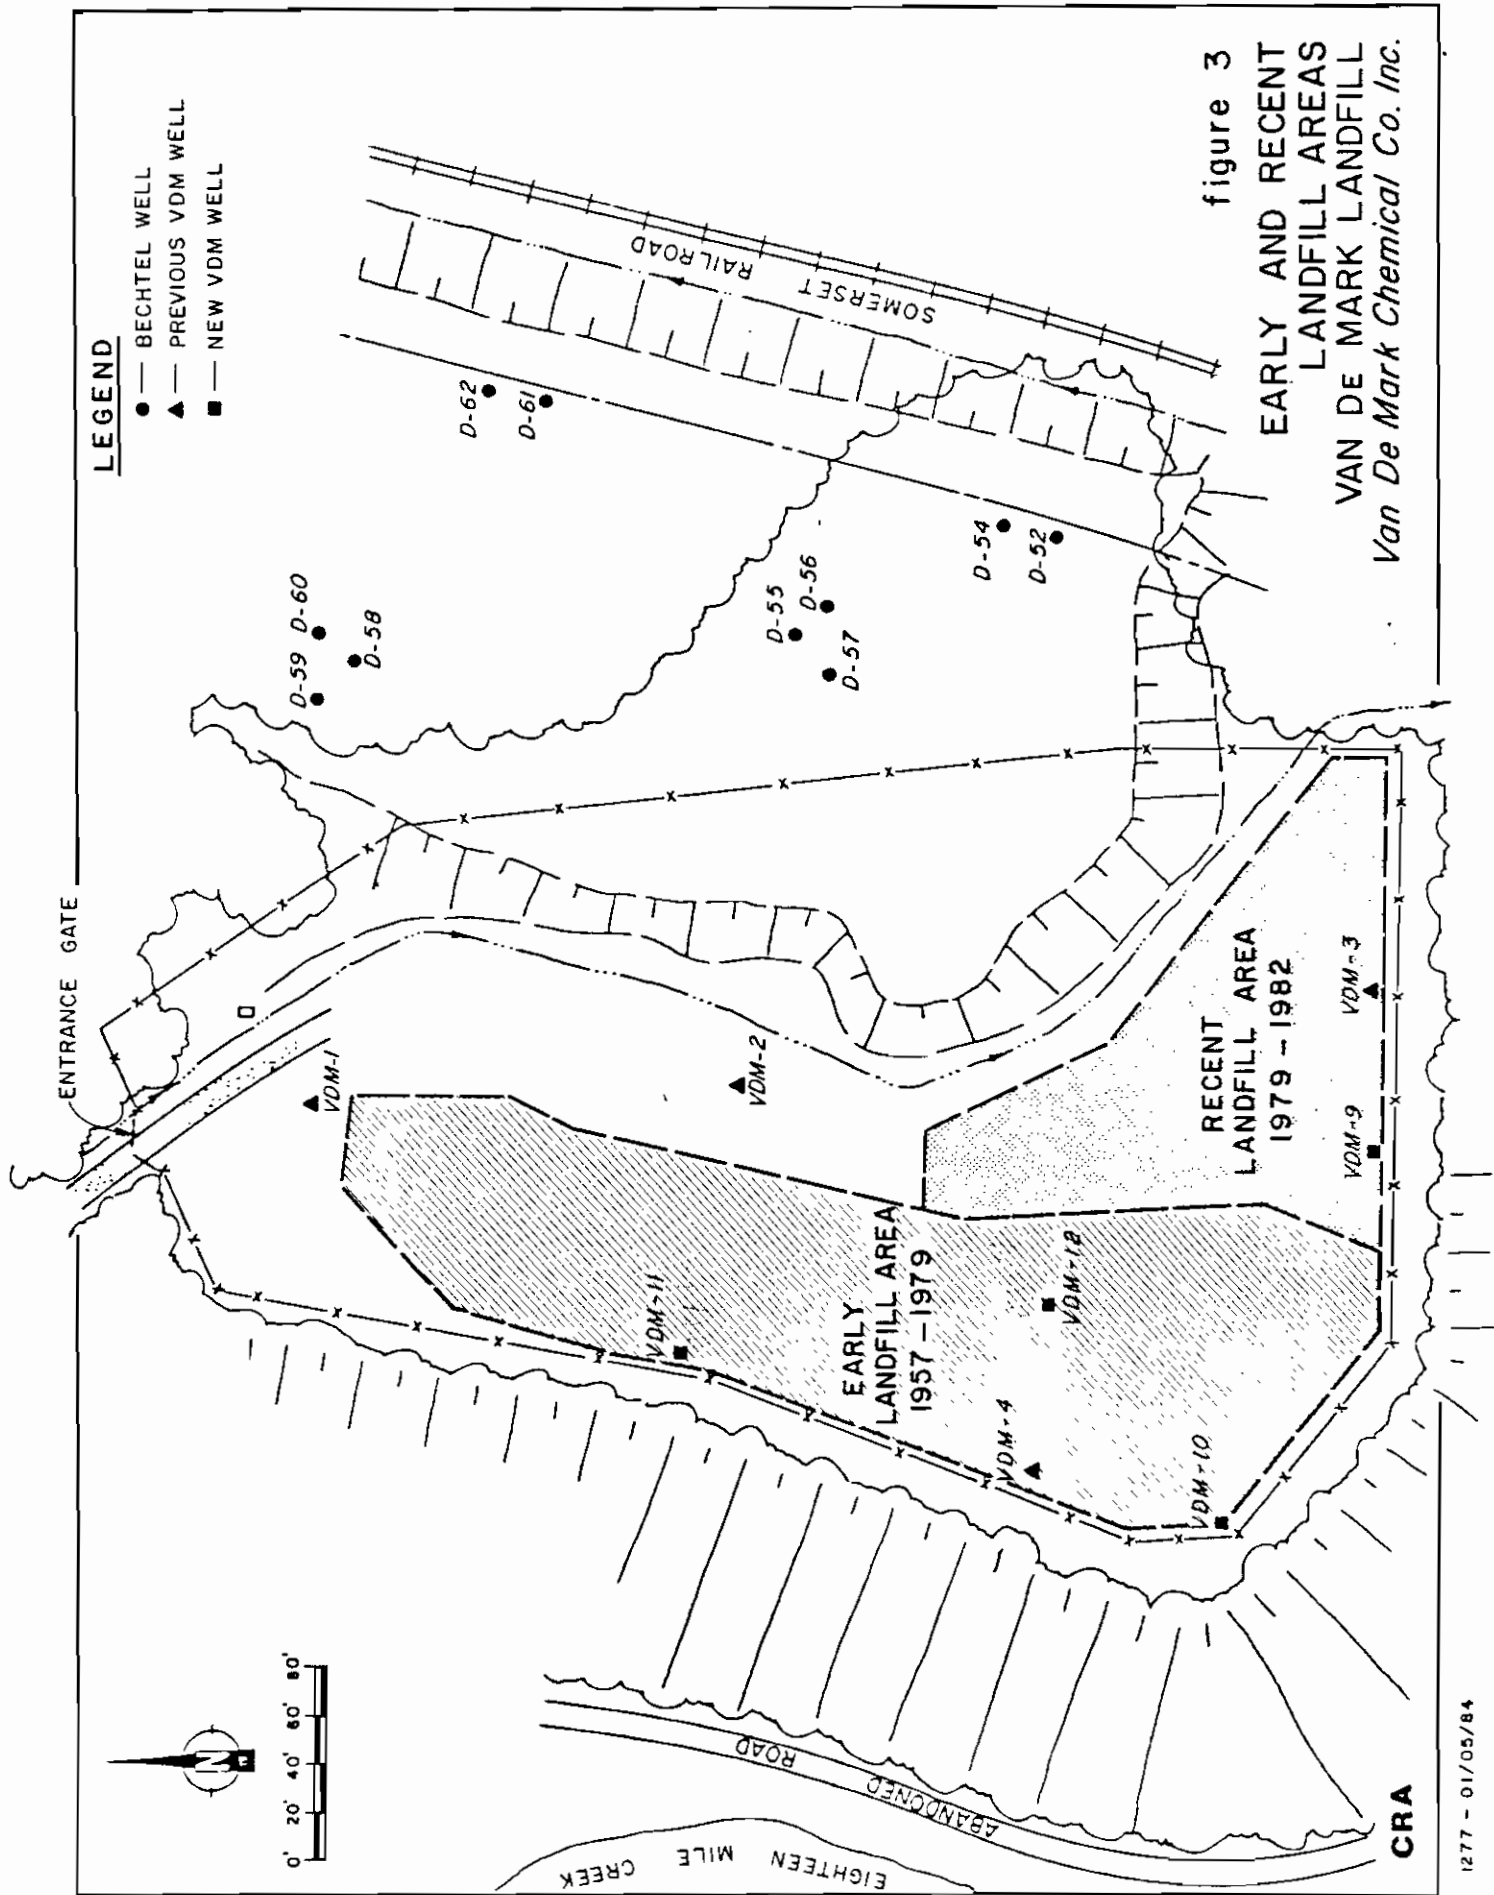 LEGEND
BECHTEL WELL
PREVIOUS VDM WELL
NEW VDM WELL
ENTRANCE GATE
N
0' 20' 40' 60' 80'
D-62
D-61
D-60
D-59
D-58
D-55
D-56
D-57
D-54
D-52
SOMERSET RAILROAD
VDM-1
VDM-2
VDM-11
VDM-12
VDM-4
VDM-10
VDM-3
VDM-9
EARLY
LANDFILL AREA
1957-1979
RECENT
LANDFILL AREA
1979-1982
ABANDONED ROAD
EIGHTEEN MILE CREEK
figure 3
EARLY AND RECENT
LANDFILL AREAS
VAN DE MARK LANDFILL
Van De Mark Chemical Co. Inc.
CRA
1277 - 01/05/84